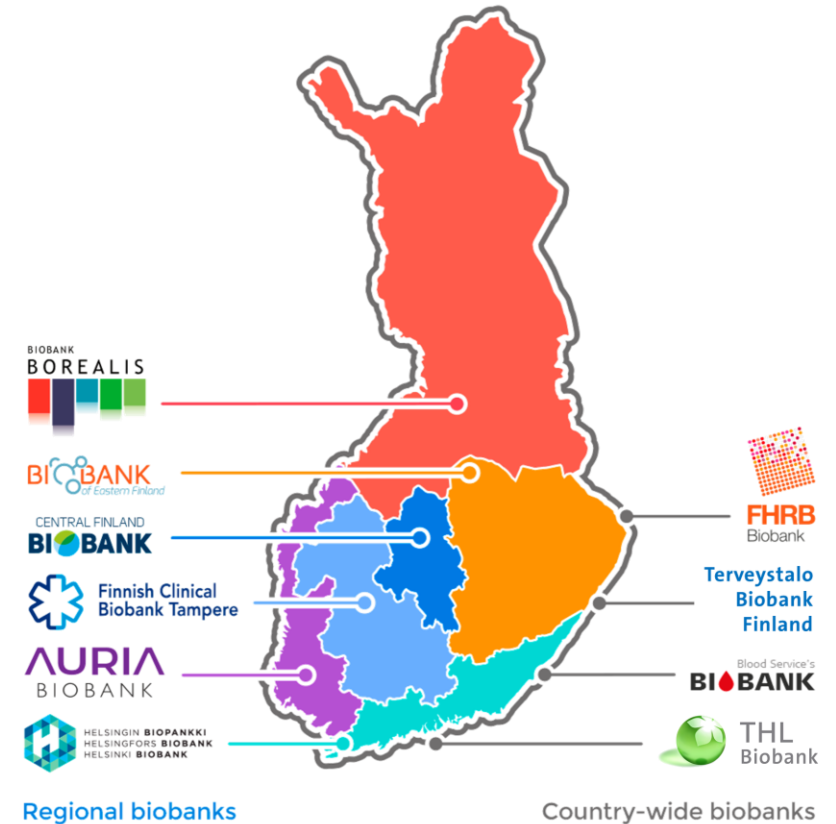 BIOBANK
BOREALIS
BIOBANK
of Eastern Finland
CENTRAL FINLAND
BIOBANK
Finnish Clinical
Biobank Tampere
AURIA
BIOBANK
HELSINGIN BIOPANKKI
HELSINGFORS BIOBANK
HELSINKI BIOBANK
Regional biobanks
FHRB
Biobank
Terveystalo
Biobank
Finland
Blood Service's
BIOBANK
THL
Biobank
Country-wide biobanks